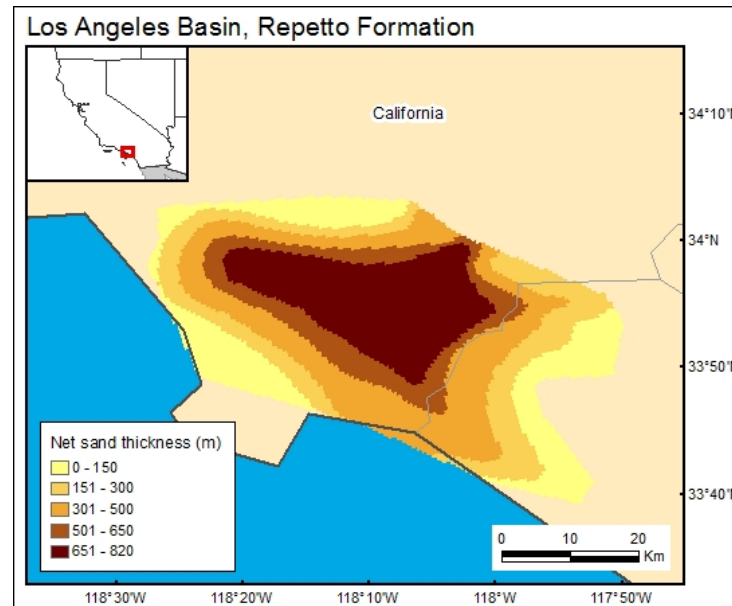 Los Angeles Basin, Repetto Formation
California
34°10'
34°N
33°50'
33°40'
Net sand thickness (m)
0 - 150
151 - 300
301 - 500
501 - 650
651 - 820
0 10 20
Km
118°30'W 118°20'W 118°10'W 118°W 117°50'W